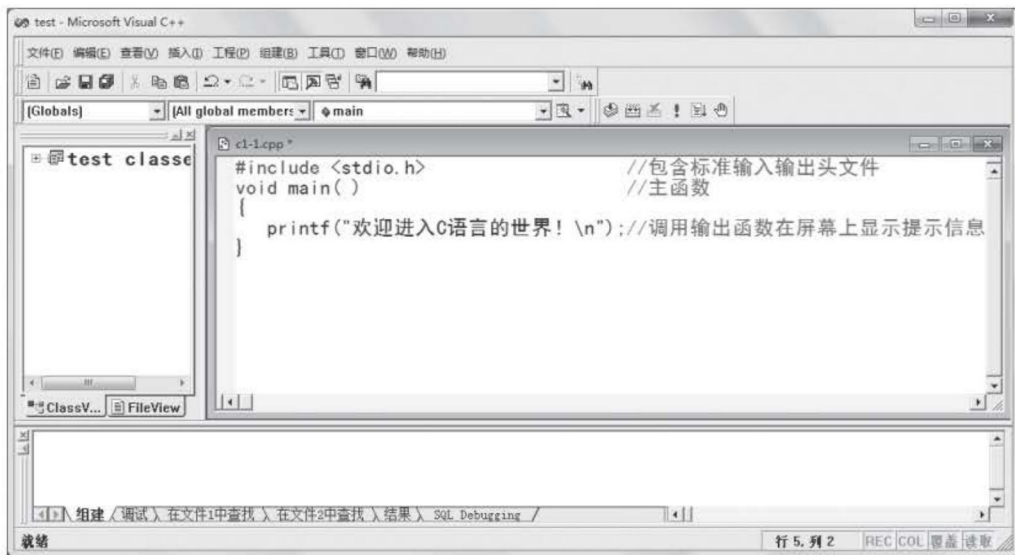 test - Microsoft Visual C++
文件(F) 编辑(E) 查看(V) 插入(I) 工程(P) 组建(B) 工具(T) 窗口(W) 帮助(H)
(Globals) (All global members main
test classe
c1-1.cpp *
#include <stdio.h> //包含标准输入输出头文件
void main( ) //主函数
{
printf("欢迎进入C语言的世界! \n");//调用输出函数在屏幕上显示提示信息
}
ClassV... FileView
组建 调试 在文件1中查找 在文件2中查找 结果 SQL Debugging
就绪 行 5, 列 2 REC COL 覆盖 读取